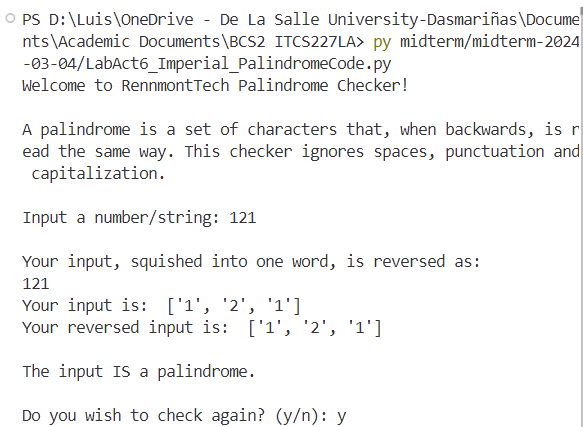 PS D:\Luis\OneDrive - De La Salle University-Dasmariñas\Docume
nts\Academic Documents\BCS2 ITCS227LA> py midterm/midterm-2024
-03-04/LabAct6_Imperial_PalindromeCode.py
Welcome to RennmontTech Palindrome Checker!

A palindrome is a set of characters that, when backwards, is r
ead the same way. This checker ignores spaces, punctuation and
 capitalization.

Input a number/string: 121

Your input, squished into one word, is reversed as:
121
Your input is:  ['1', '2', '1']
Your reversed input is:  ['1', '2', '1']

The input IS a palindrome.

Do you wish to check again? (y/n): y